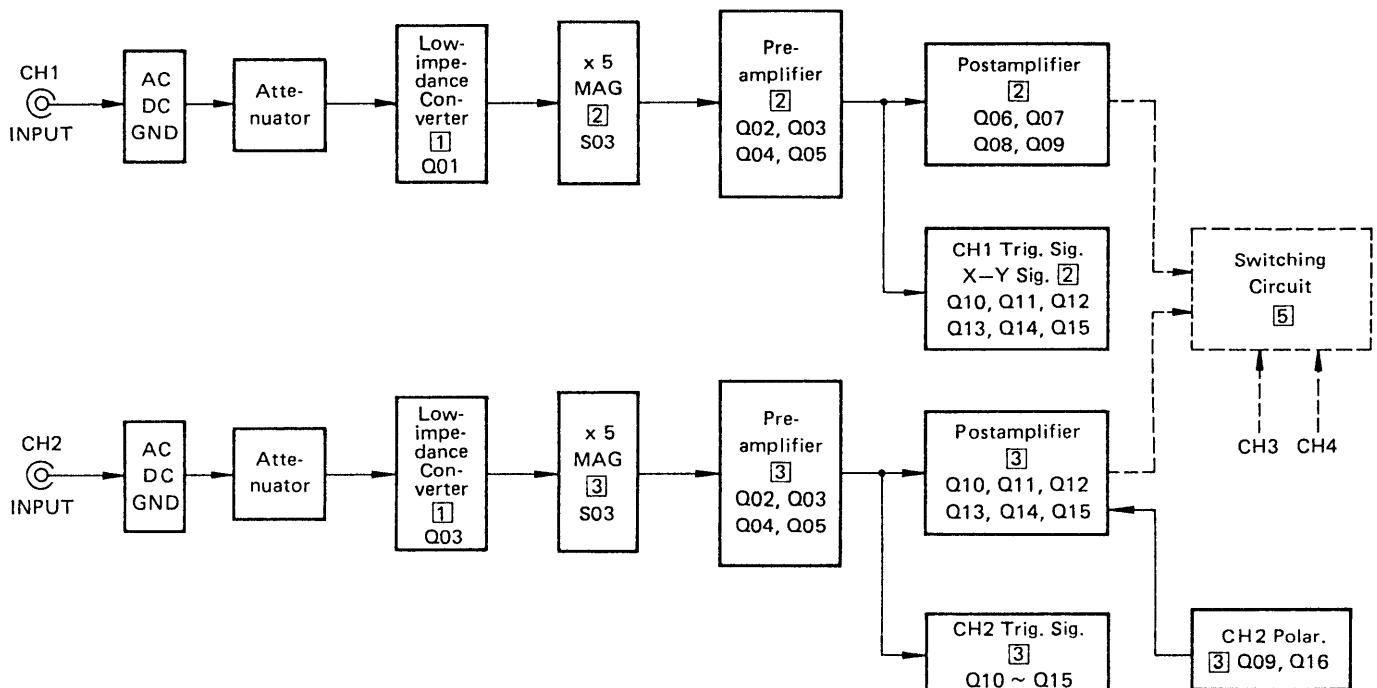 CH1
INPUT
AC
DC
GND
Atte-
nuator
Low-
impe-
dance
Con-
verter
1
Q01
x 5
MAG
2
S03
Pre-
amplifier
2
Q02, Q03
Q04, Q05
Postamplifier
2
Q06, Q07
Q08, Q09
CH1 Trig. Sig.
X–Y Sig. 2
Q10, Q11, Q12
Q13, Q14, Q15
Switching
Circuit
5
CH3 CH4
CH2
INPUT
AC
DC
GND
Atte-
nuator
Low-
impe-
dance
Con-
verter
1
Q03
x 5
MAG
3
S03
Pre-
amplifier
3
Q02, Q03
Q04, Q05
Postamplifier
3
Q10, Q11, Q12
Q13, Q14, Q15
CH2 Trig. Sig.
3
Q10 ~ Q15
CH2 Polar.
3 Q09, Q16